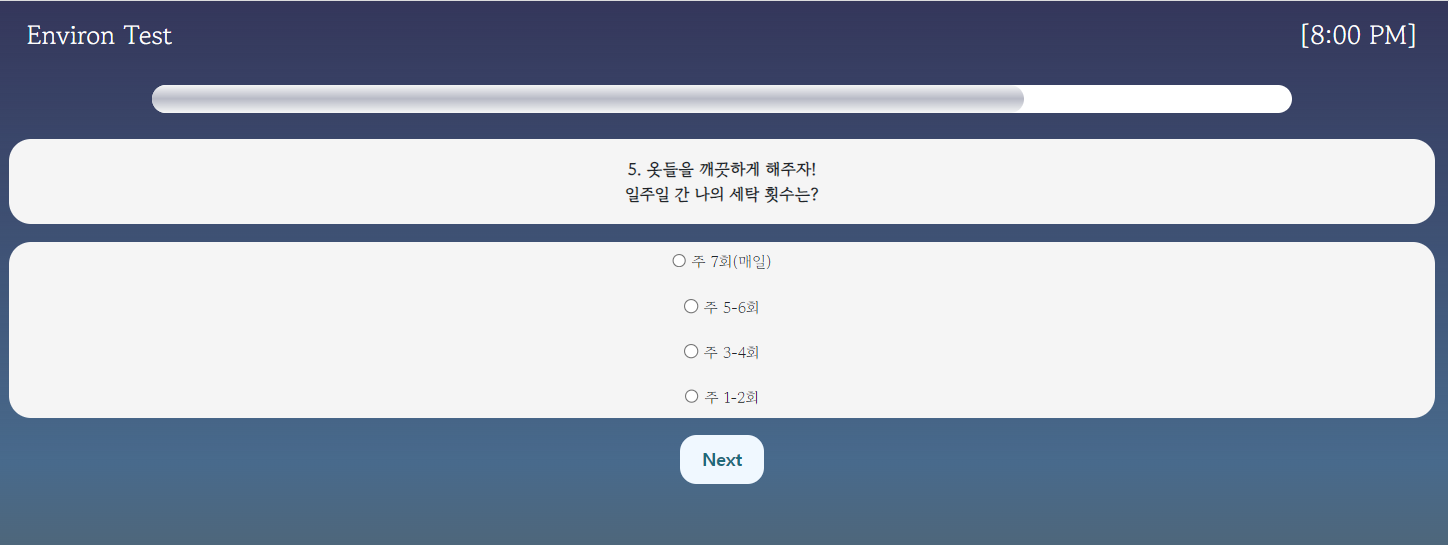 Environ Test
[8:00 PM]
5. 옷들을 깨끗하게 해주자!
일주일 간 나의 세탁 횟수는?
주 7회(매일)
주 5-6회
주 3-4회
주 1-2회
Next